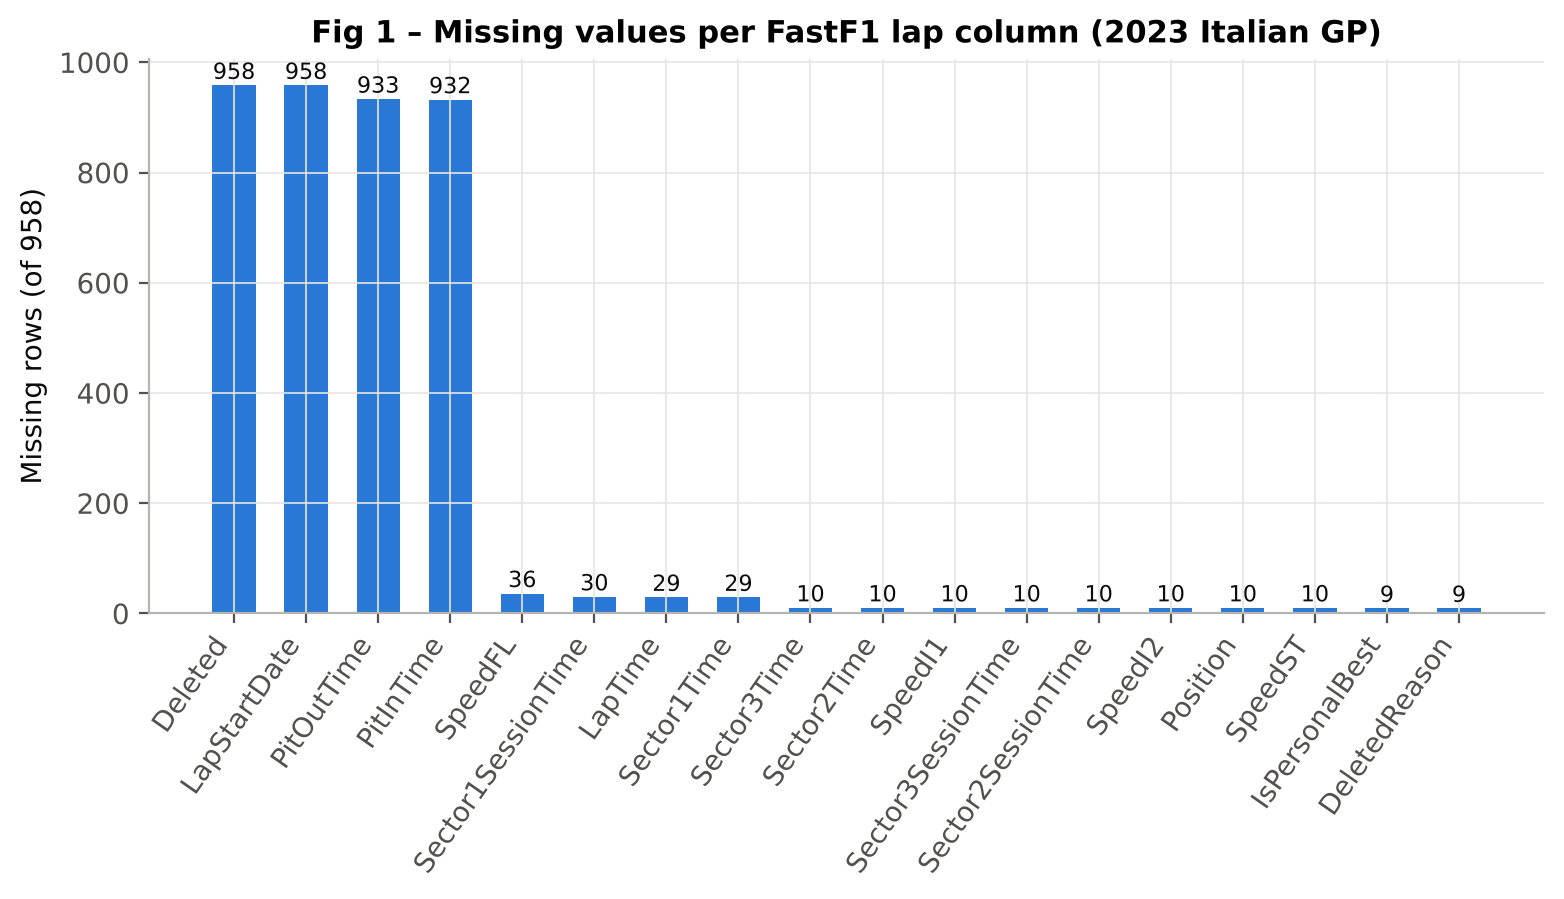 Fig 1 – Missing values per FastF1 lap column (2023 Italian GP)
Missing rows (of 958)
1000
800
600
400
200
0
958
958
933
932
36
30
29
29
10
10
10
10
10
10
10
10
9
9
Deleted
LapStartDate
PitOutTime
PitInTime
SpeedFL
Sector1SessionTime
LapTime
Sector1Time
Sector3Time
Sector2Time
SpeedI1
Sector3SessionTime
Sector2SessionTime
SpeedI2
Position
SpeedST
IsPersonalBest
DeletedReason